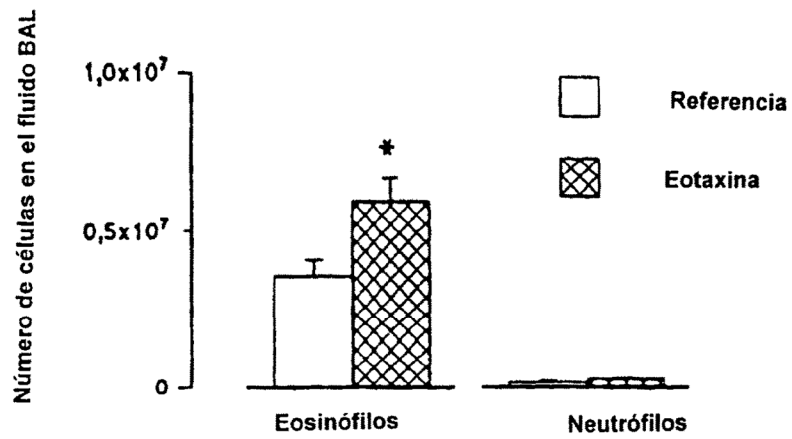 Número de células en el fluido BAL
1,0x10⁷
0,5x10⁷
0
*
Referencia
Eotaxina
Eosinófilos
Neutrófilos